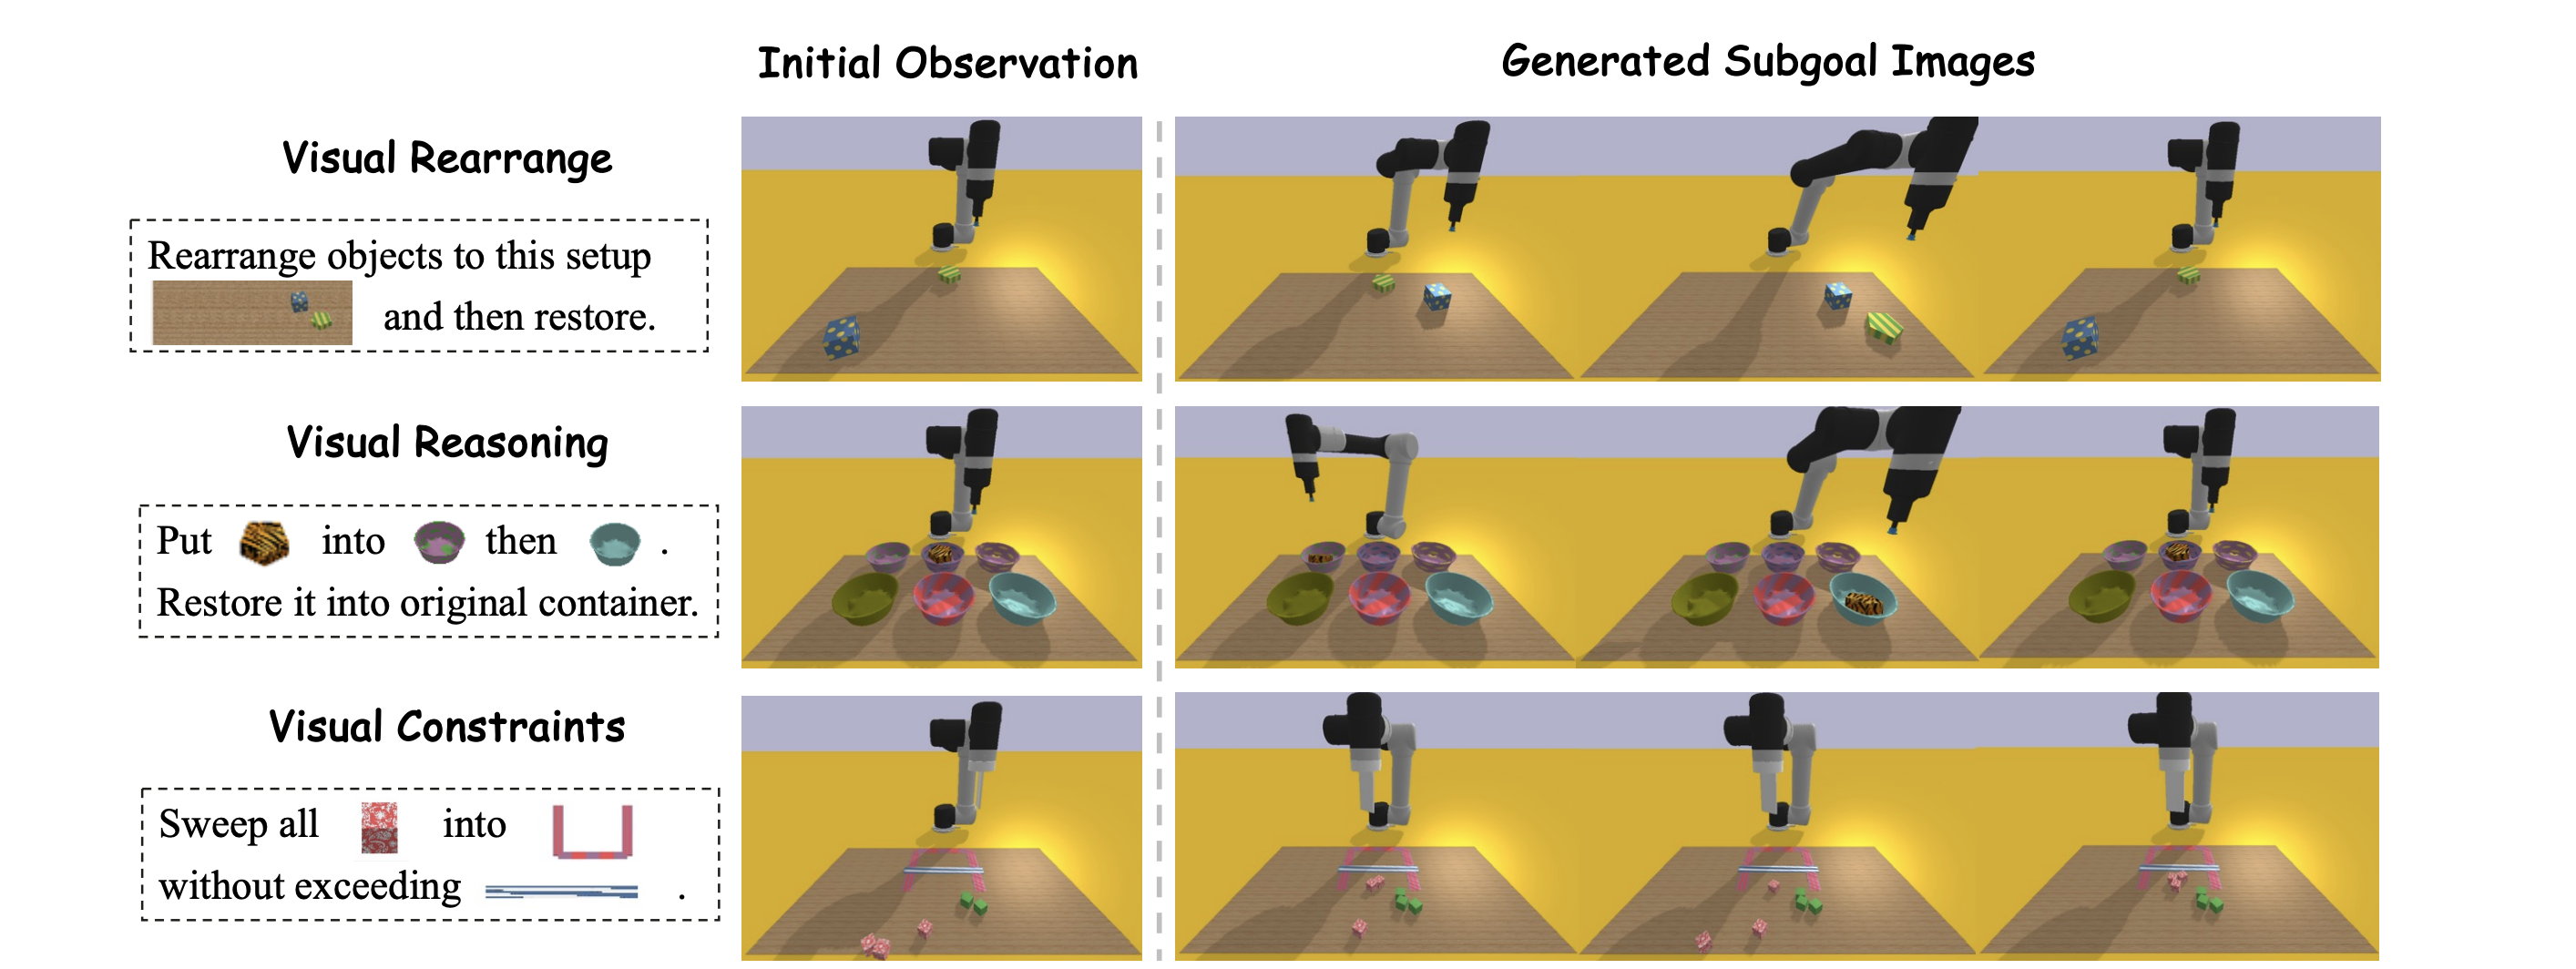 Initial Observation
Generated Subgoal Images
Visual Rearrange
Rearrange objects to this setup
and then restore.
Visual Reasoning
Put into then .
Restore it into original container.
Visual Constraints
Sweep all into
without exceeding .